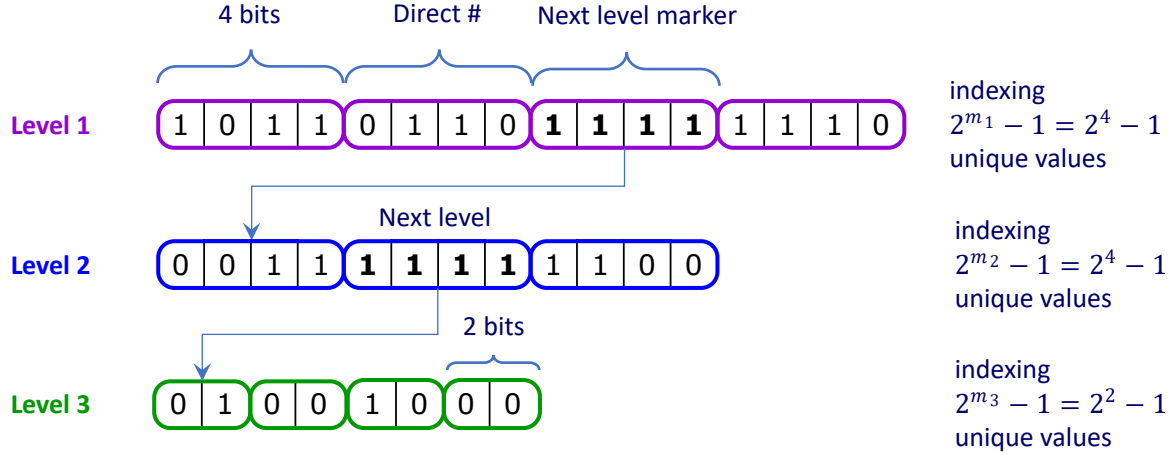 4 bits Direct # Next level marker
Level 1 1 0 1 1 0 1 1 0 1 1 1 1 1 1 1 0
indexing
2^{m_1} − 1 = 2^4 − 1
unique values
Next level
Level 2 0 0 1 1 1 1 1 1 1 1 0 0
indexing
2^{m_2} − 1 = 2^4 − 1
unique values
2 bits
Level 3 0 1 0 0 1 0 0 0
indexing
2^{m_3} − 1 = 2^2 − 1
unique values